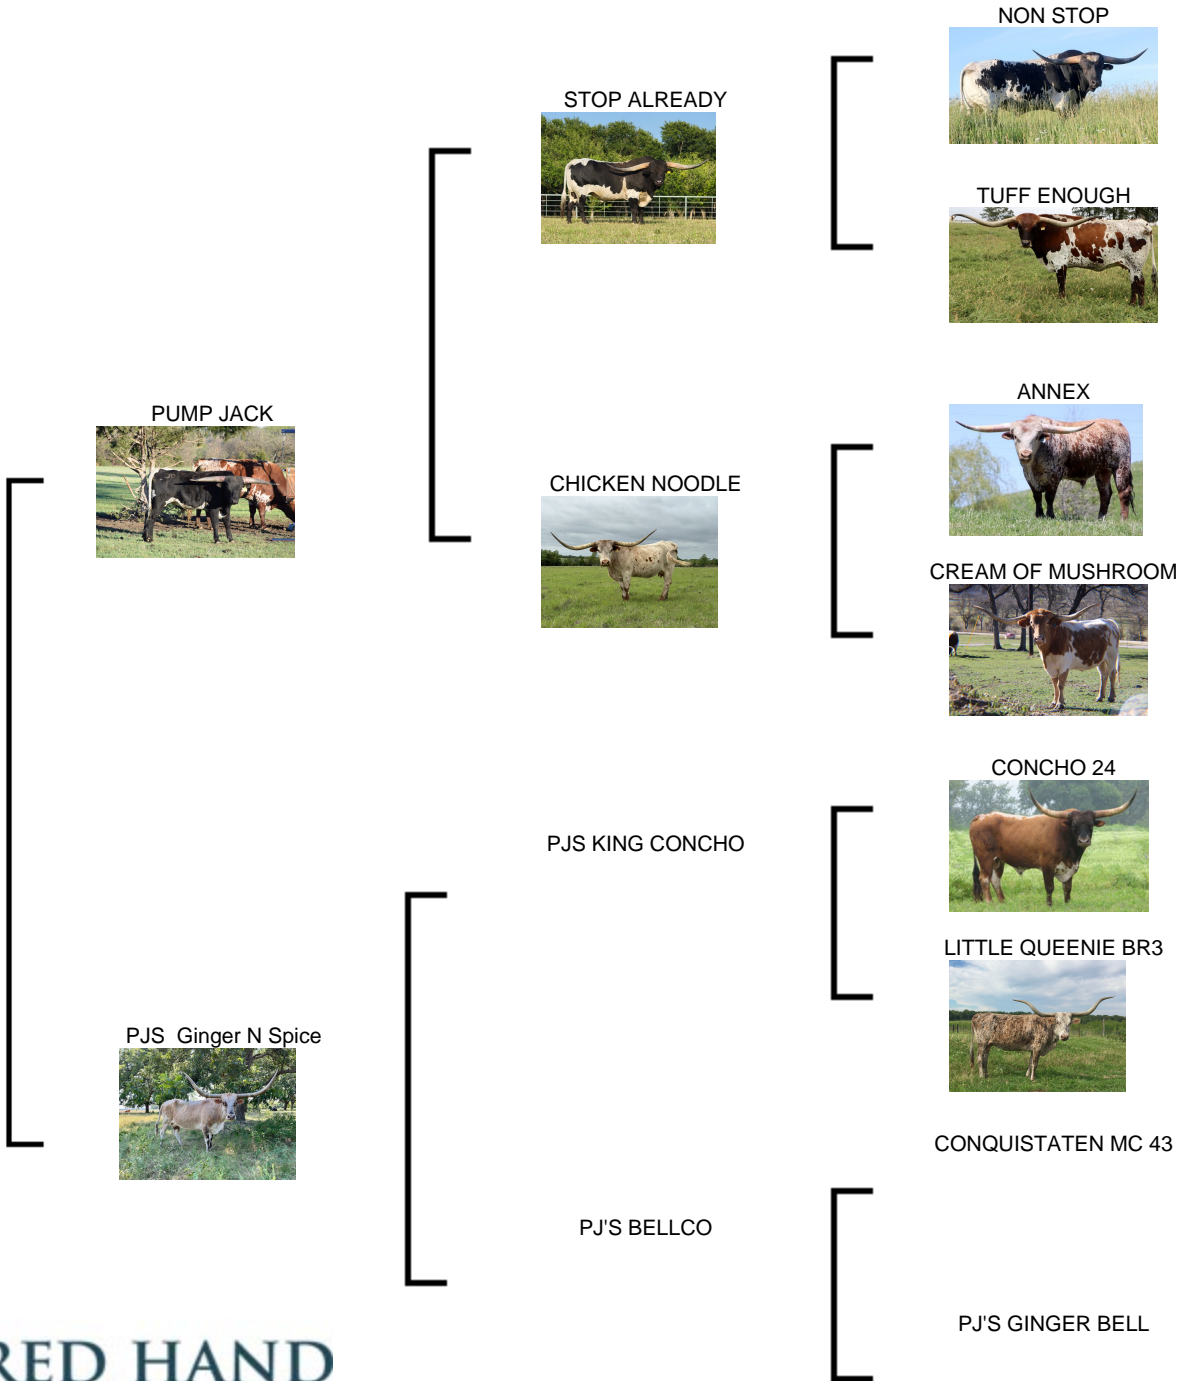 NON STOP
STOP ALREADY
TUFF ENOUGH
ANNEX
PUMP JACK
CHICKEN NOODLE
CREAM OF MUSHROOM
CONCHO 24
PJS KING CONCHO
LITTLE QUEENIE BR3
PJS  Ginger N Spice
CONQUISTATEN MC 43
PJ'S BELLCO
PJ'S GINGER BELL
RED HAND